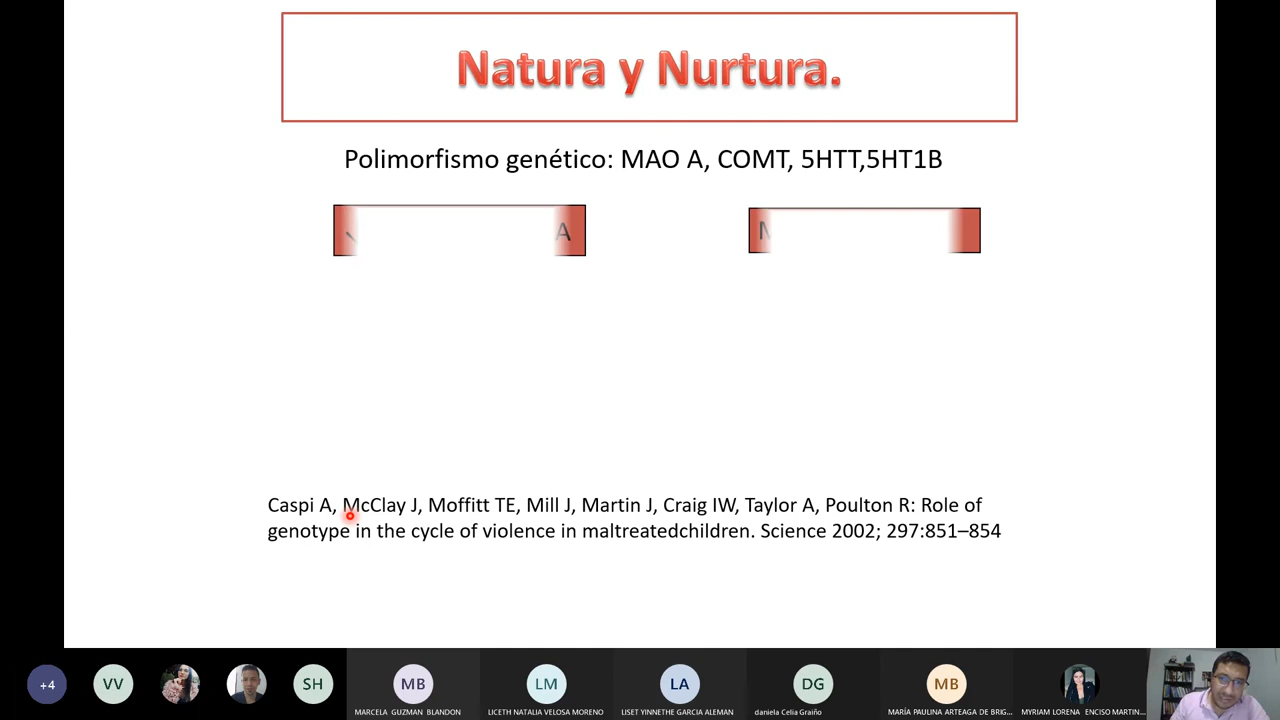 Natura y Nurtura.
Polimorfismo genético: MAO A, COMT, 5HTT,5HT1B
A
Caspi A, McClay J, Moffitt TE, Mill J, Martin J, Craig IW, Taylor A, Poulton R: Role of
genotype in the cycle of violence in maltreatedchildren. Science 2002; 297:851–854
+4
VV
SH
MB
LM
LA
DG
MB
MARCELA GUZMAN BLANDON
LICETH NATALIA VELOSA MORENO
LISET YINNETHE GARCIA ALEMAN
daniela Celia Graiño
MARÍA PAULINA ARTEAGA DE BRIG...
MYRIAM LORENA ENCISO MARTIN...